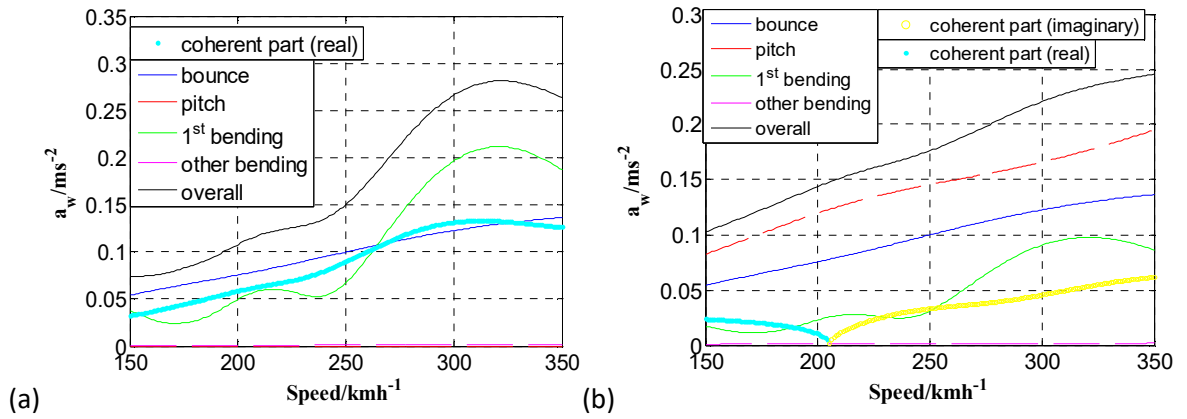 0.4
coherent part (real)
0.35
bounce
0.3
pitch
0.25
1st bending
0.2
other bending
0.15
overall
0.1
0.05
0
a_w/ms-2
150 200 250 300 350
Speed/kmh-1
(a)
0.3
bounce
pitch
1st bending
other bending
overall
coherent part (imaginary)
coherent part (real)
0.25
0.2
0.15
0.1
0.05
0
a_w/ms-2
150 200 250 300 350
Speed/kmh-1
(b)